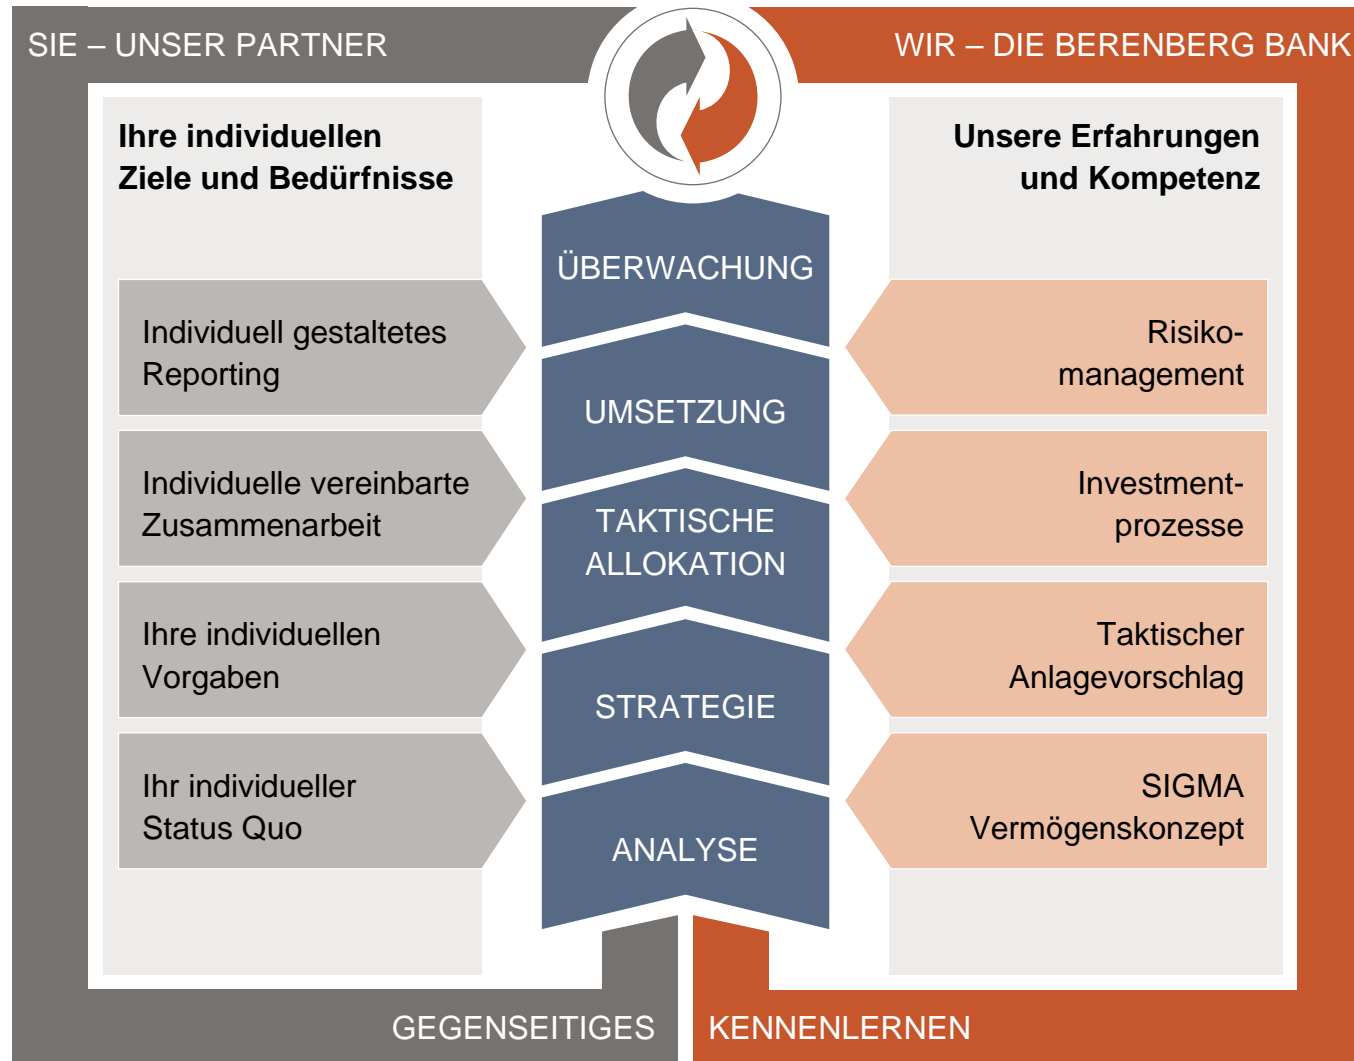 SIE – UNSER PARTNER
WIR – DIE BERENBERG BANK
Ihre individuellen
Ziele und Bedürfnisse
Individuell gestaltetes
Reporting
Individuelle vereinbarte
Zusammenarbeit
Ihre individuellen
Vorgaben
Ihr individueller
Status Quo
ÜBERWACHUNG
UMSETZUNG
TAKTISCHE
ALLOKATION
STRATEGIE
ANALYSE
Unsere Erfahrungen
und Kompetenz
Risiko-
management
Investment-
prozesse
Taktischer
Anlagevorschlag
SIGMA
Vermögenskonzept
GEGENSEITIGES
KENNENLERNEN